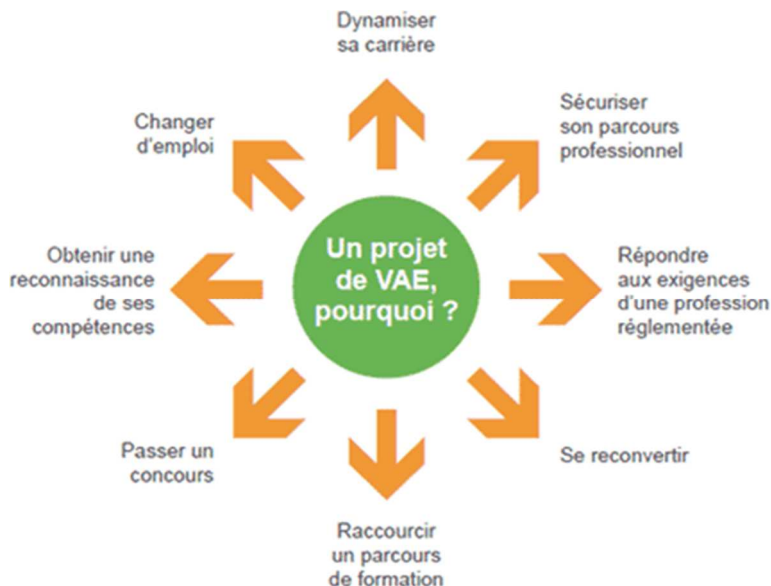 Dynamiser
sa carrière
Sécuriser
son parcours
professionnel
Répondre
aux exigences
d'une profession
réglementée
Se reconvertir
Raccourcir
un parcours
de formation
Passer un
concours
Obtenir une
reconnaissance
de ses
compétences
Changer
d'emploi
Un projet
de VAE,
pourquoi ?